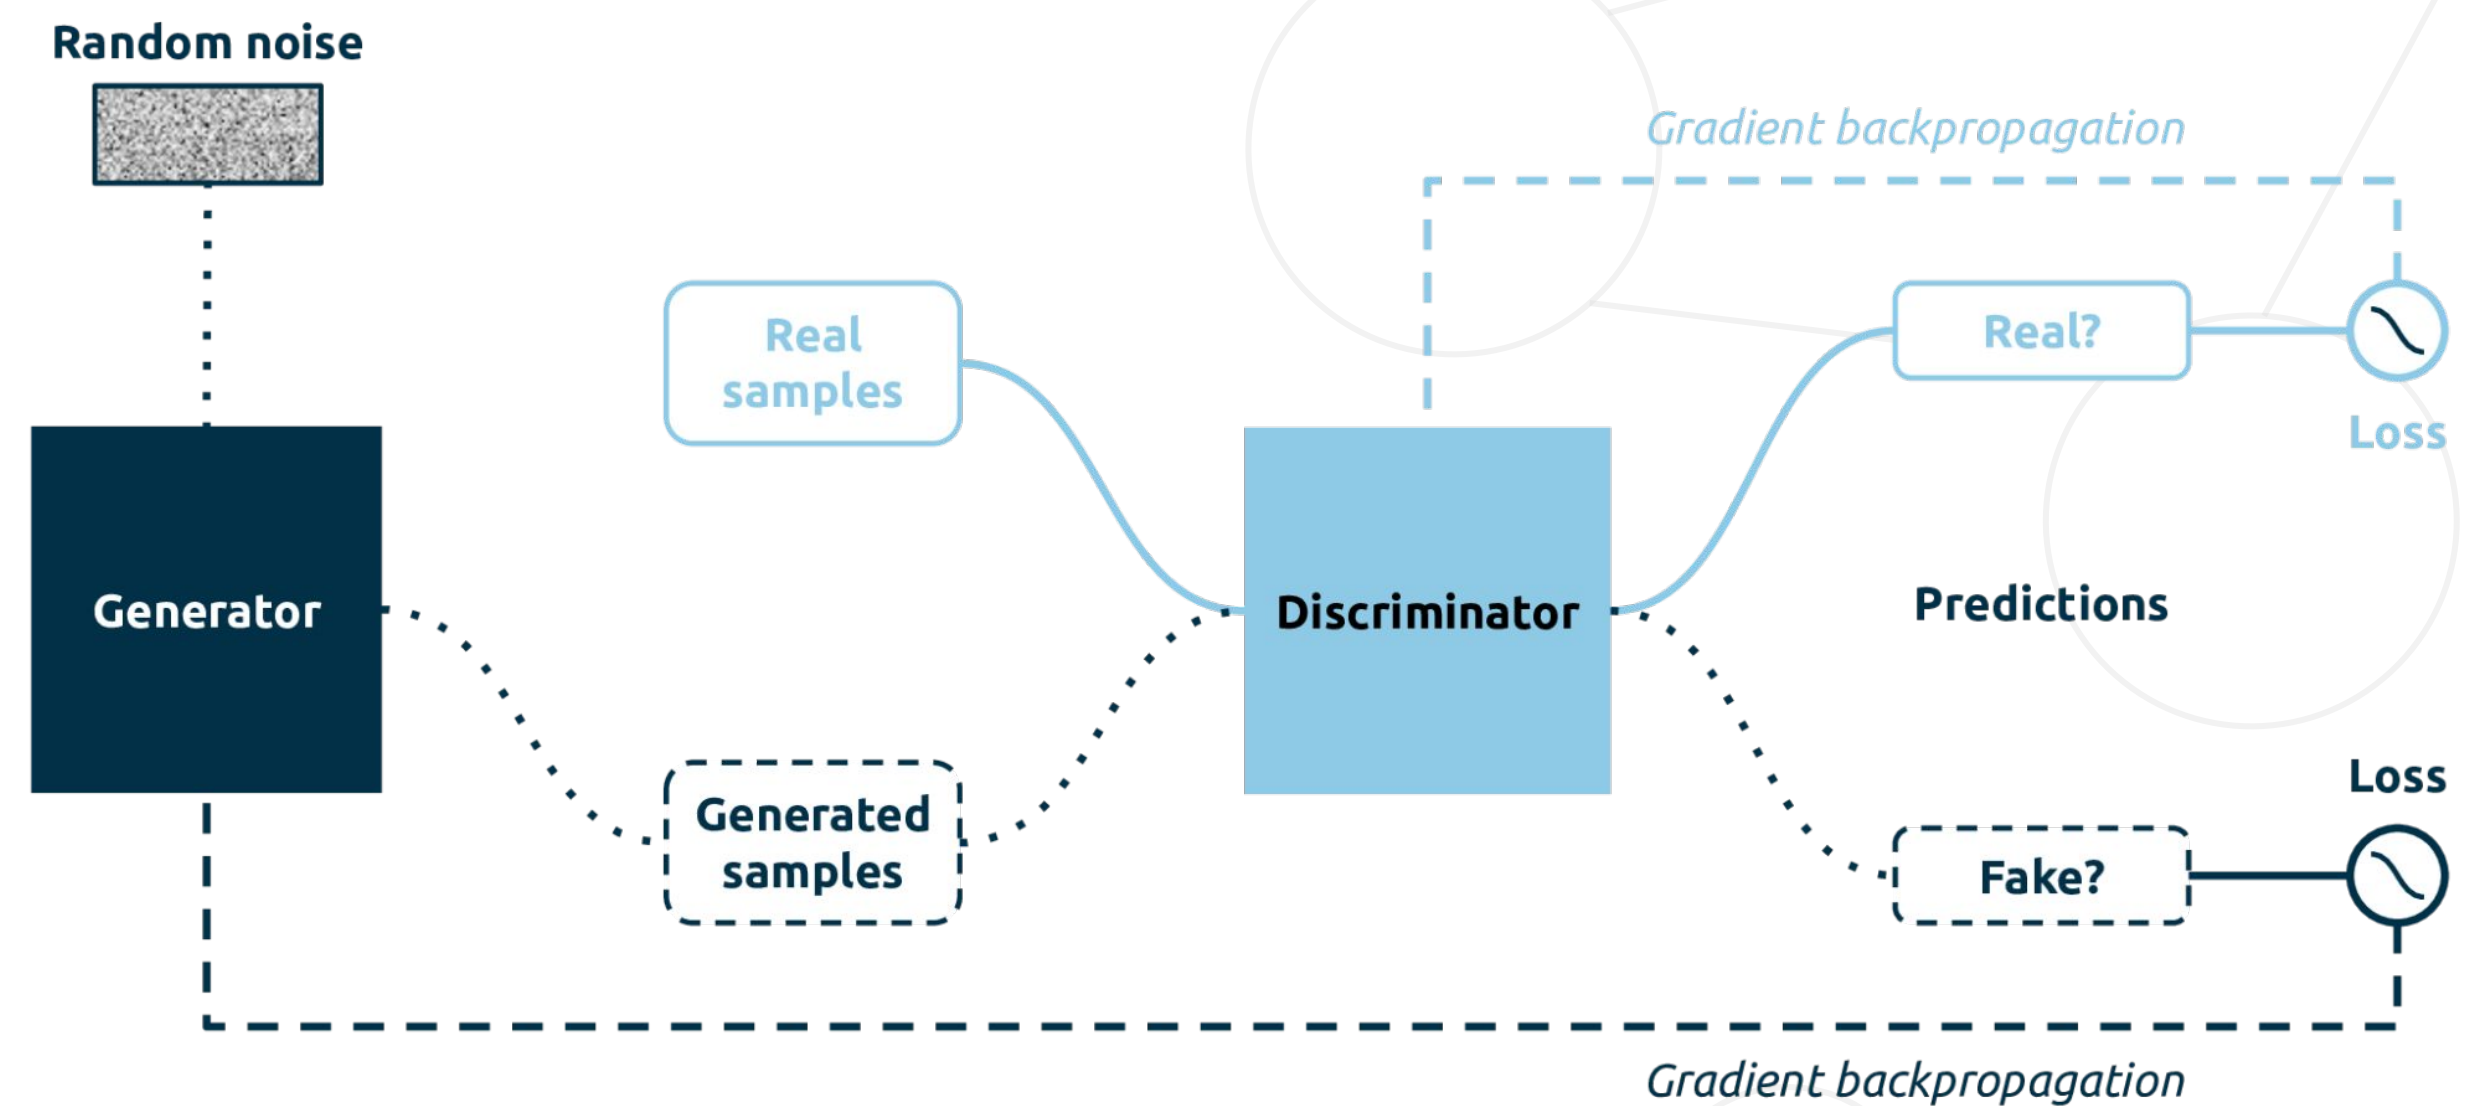 Random noise
Gradient backpropagation
Real
samples
Real?
Loss
Generator
Discriminator
Predictions
Generated
samples
Loss
Fake?
Gradient backpropagation